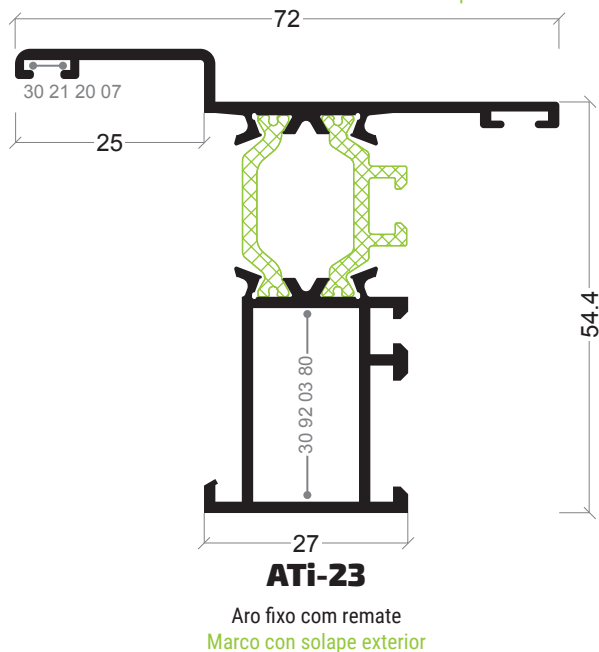 72
30 21 20 07
25
54.4
30 92 03 80
27
ATi-23
Aro fixo com remate
Marco con solape exterior